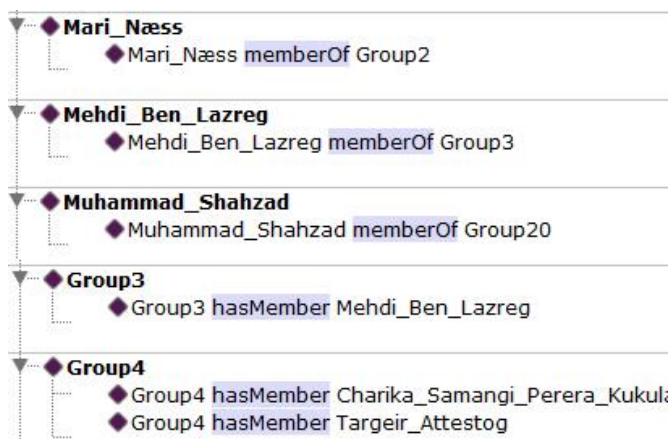 Mari_Næss
Mari_Næss memberOf Group2
Mehdi_Ben_Lazreg
Mehdi_Ben_Lazreg memberOf Group3
Muhammad_Shahzad
Muhammad_Shahzad memberOf Group20
Group3
Group3 hasMember Mehdi_Ben_Lazreg
Group4
Group4 hasMember Charika_Samangi_Perera_Kukula
Group4 hasMember Targeir_Attestog